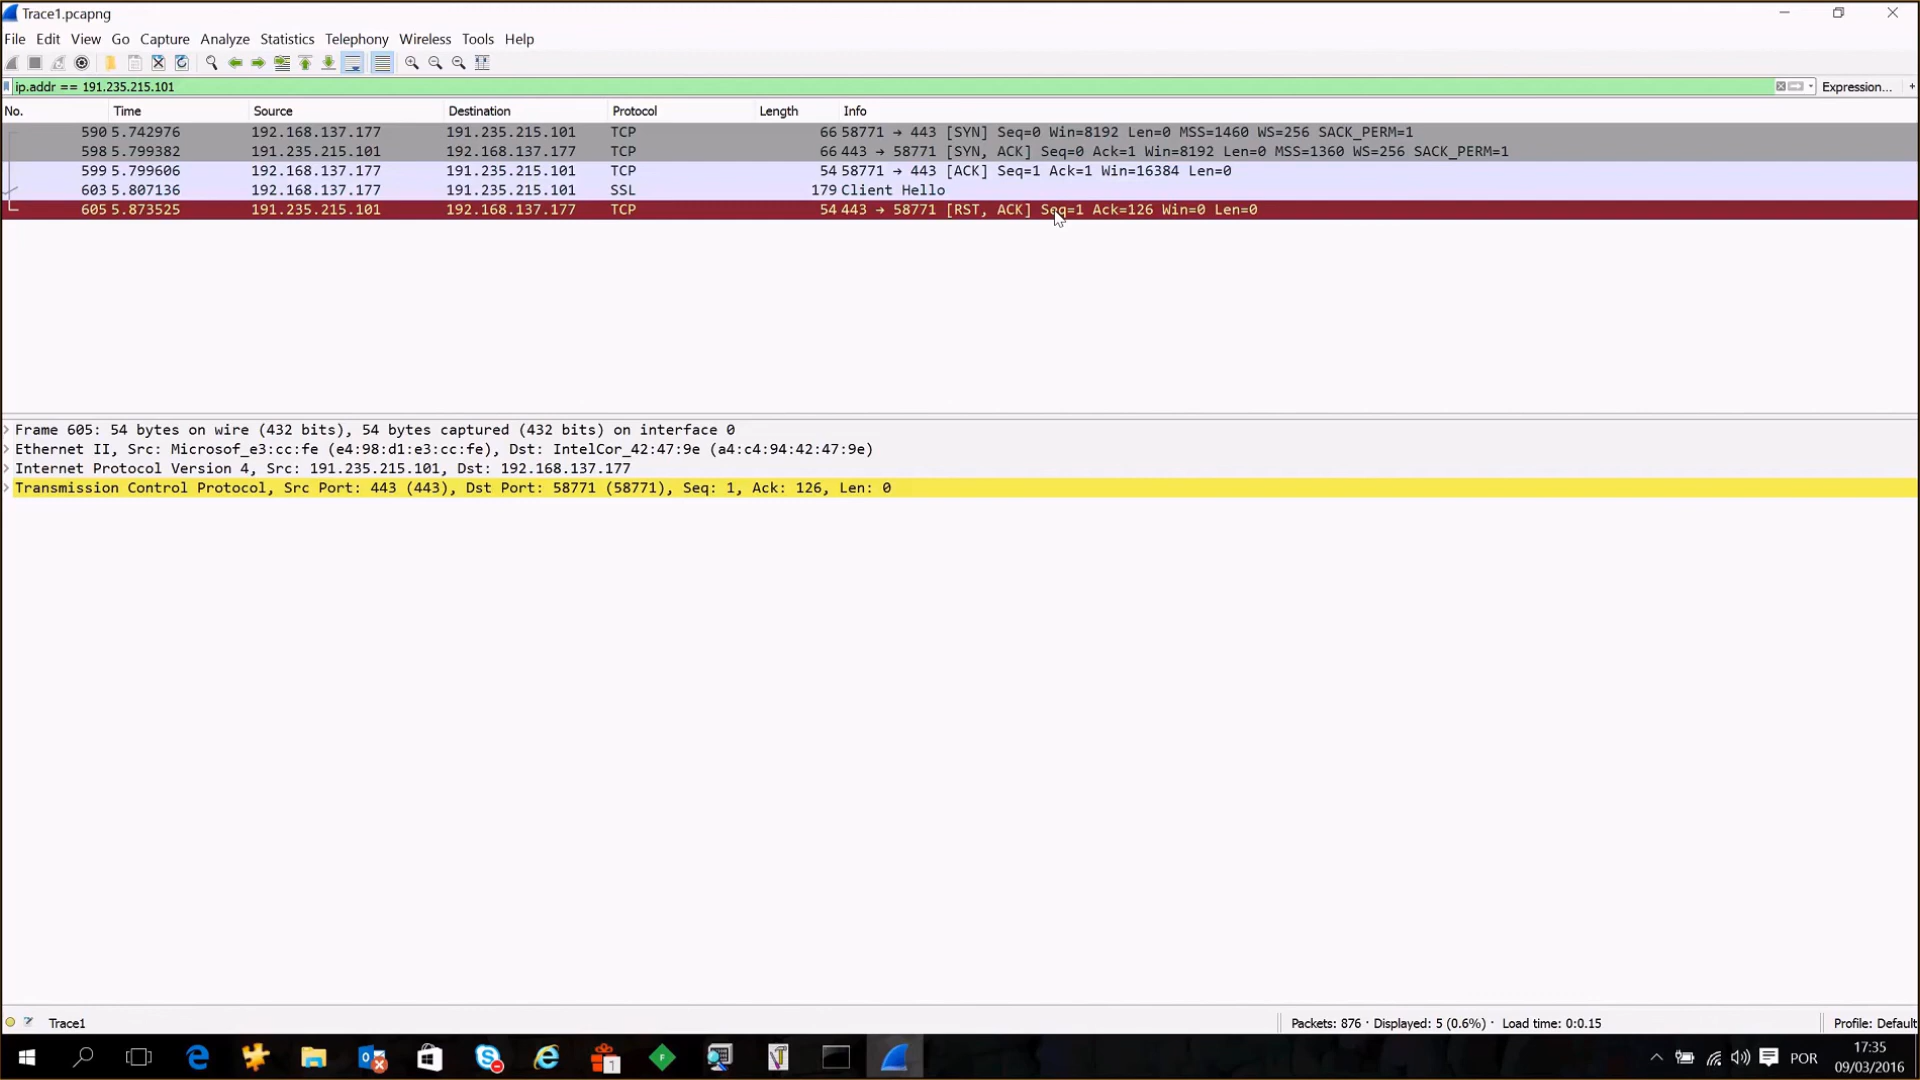 Trace1.pcapng
File Edit View Go Capture Analyze Statistics Telephony Wireless Tools Help
ip.addr == 191.235.215.101 Expression... +
No. Time Source Destination Protocol Length Info
590 5.742976 192.168.137.177 191.235.215.101 TCP 66 58771 → 443 [SYN] Seq=0 Win=8192 Len=0 MSS=1460 WS=256 SACK_PERM=1
598 5.799382 191.235.215.101 192.168.137.177 TCP 66 443 → 58771 [SYN, ACK] Seq=0 Ack=1 Win=8192 Len=0 MSS=1360 WS=256 SACK_PERM=1
599 5.799606 192.168.137.177 191.235.215.101 TCP 54 58771 → 443 [ACK] Seq=1 Ack=1 Win=16384 Len=0
603 5.807136 192.168.137.177 191.235.215.101 SSL 179 Client Hello
605 5.873525 191.235.215.101 192.168.137.177 TCP 54 443 → 58771 [RST, ACK] Seq=1 Ack=126 Win=0 Len=0
Frame 605: 54 bytes on wire (432 bits), 54 bytes captured (432 bits) on interface 0
Ethernet II, Src: Microsof_e3:cc:fe (e4:98:d1:e3:cc:fe), Dst: IntelCor_42:47:9e (a4:c4:94:42:47:9e)
Internet Protocol Version 4, Src: 191.235.215.101, Dst: 192.168.137.177
Transmission Control Protocol, Src Port: 443 (443), Dst Port: 58771 (58771), Seq: 1, Ack: 126, Len: 0
Trace1 Packets: 876 · Displayed: 5 (0.6%) · Load time: 0:0.15 Profile: Default
1 F POR 17:35
09/03/2016